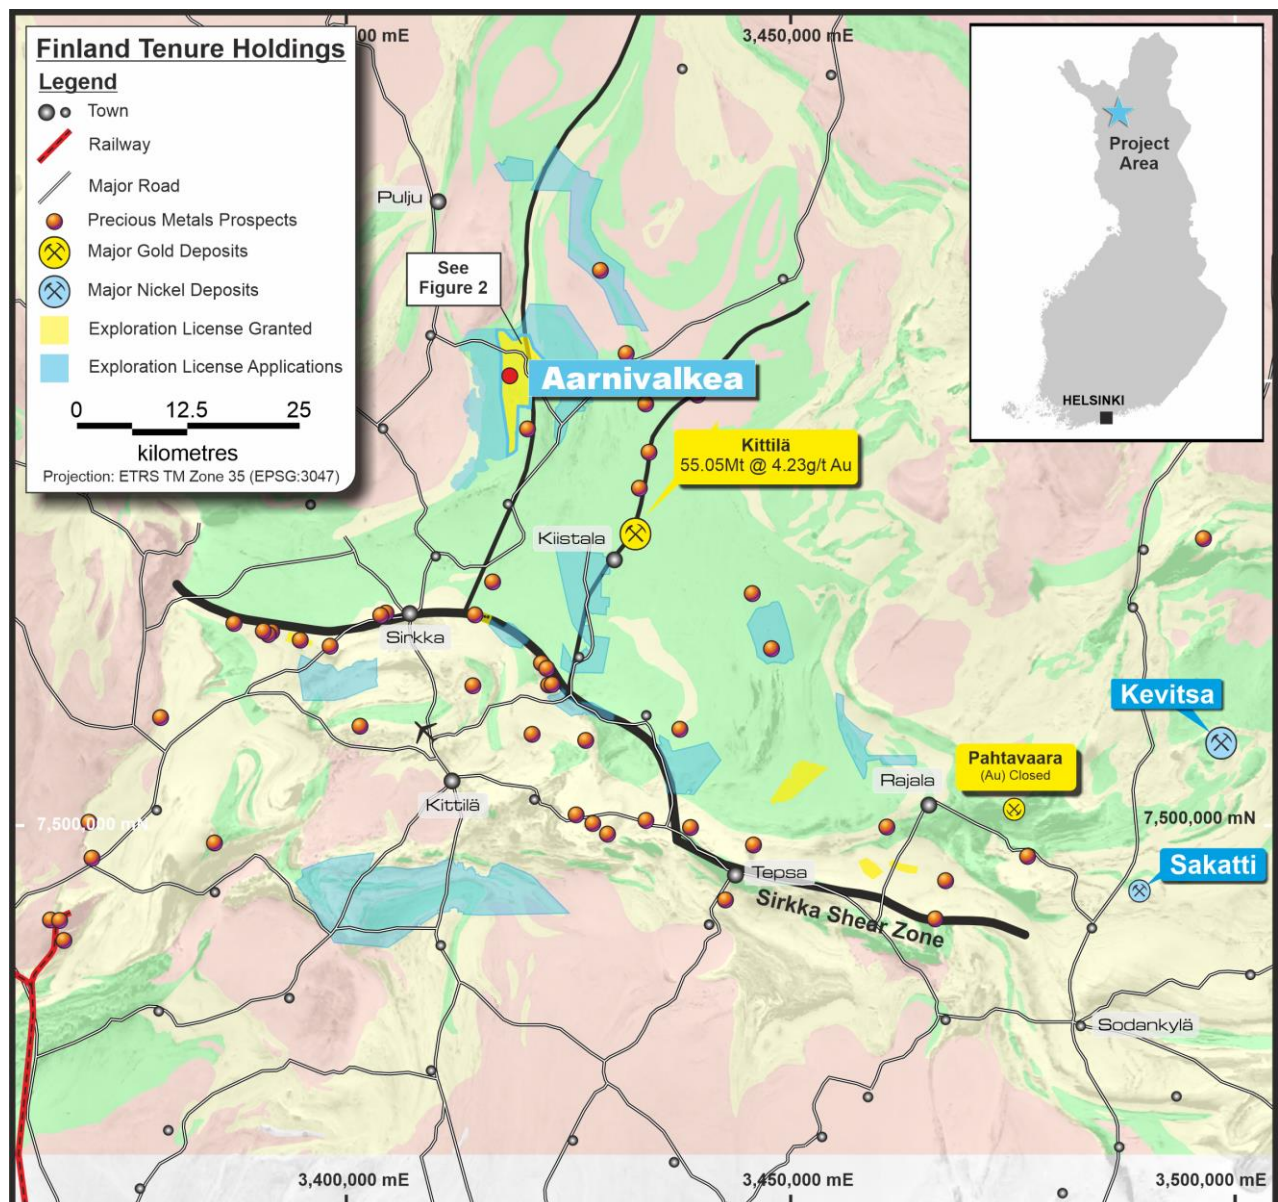 Finland Tenure Holdings
Legend
Town
Railway
Major Road
Precious Metals Prospects
Major Gold Deposits
Major Nickel Deposits
Exploration License Granted
Exploration License Applications
0 12.5 25
kilometres
Projection: ETRS TM Zone 35 (EPSG:3047)
00 mE
3,450,000 mE
Project
Area
HELSINKI
Pulju
See
Figure 2
Aarnivalkea
Kittilä
55.05Mt @ 4.23g/t Au
Kiistala
Sirkka
Kevitsa
Pahtavaara
(Au) Closed
Rajala
Kittilä
7,500,000 mN
7,500,000 mN
Sakatti
Tepsa
Sirkka Shear Zone
Sodankylä
3,400,000 mE
3,450,000 mE
3,500,000 mE